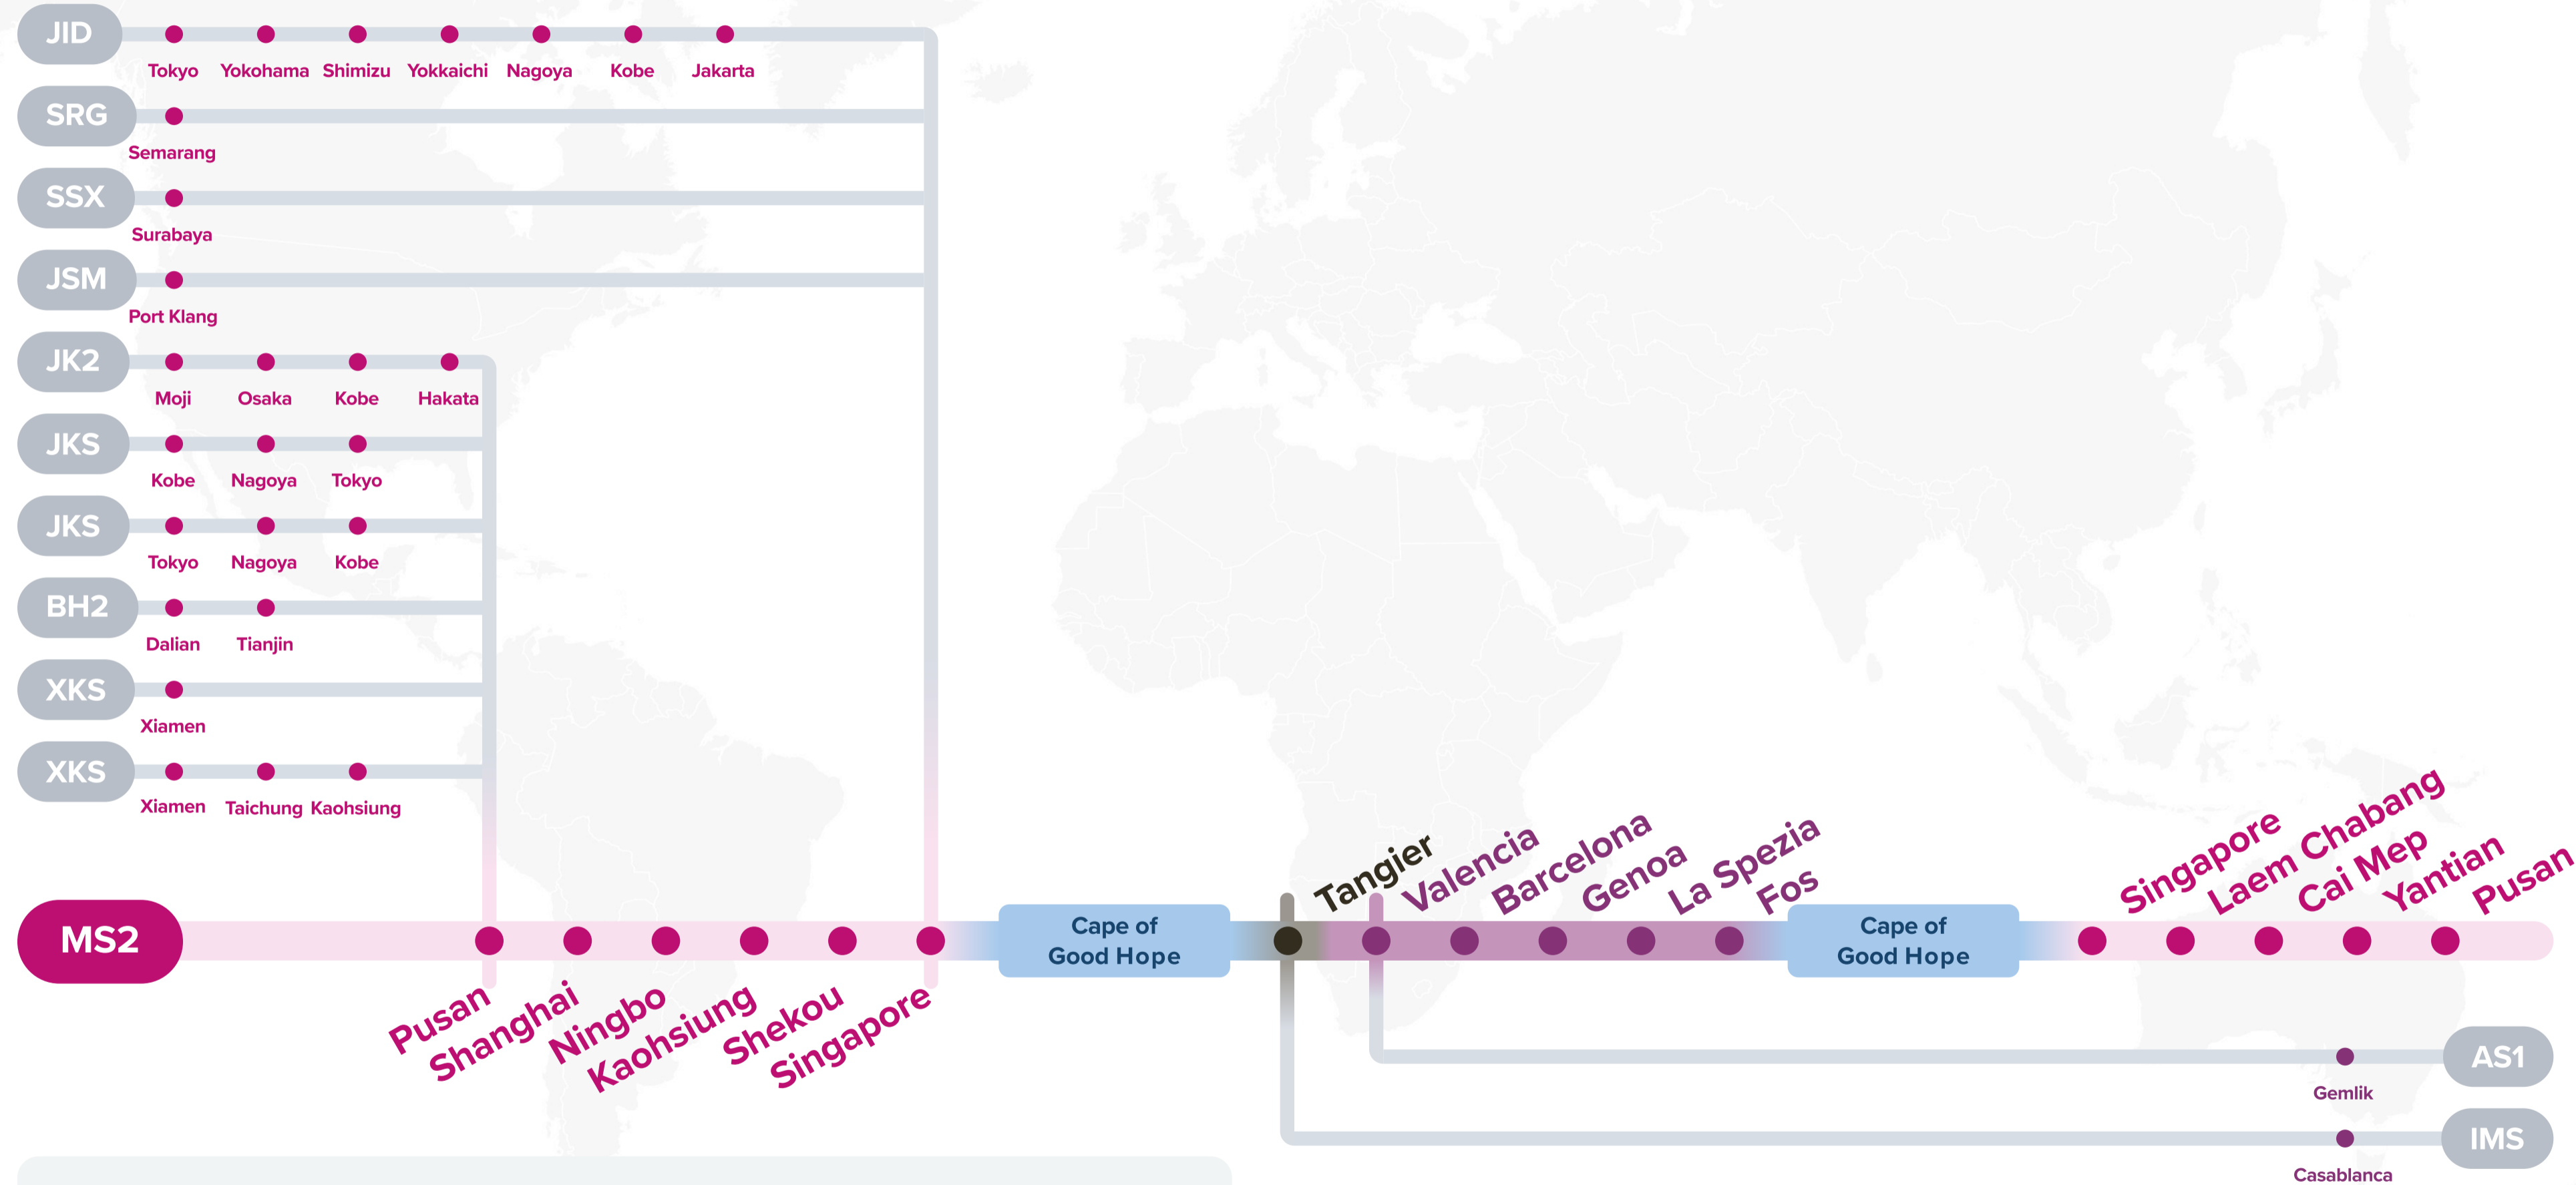 JID
Tokyo Yokohama Shimizu Yokkaichi Nagoya Kobe Jakarta
SRG
Semarang
SSX
Surabaya
JSM
Port Klang
JK2
Moji Osaka Kobe Hakata
JKS
Kobe Nagoya Tokyo
JKS
Tokyo Nagoya Kobe
BH2
Dalian Tianjin
XKS
Xiamen
XKS
Xiamen Taichung Kaohsiung
MS2
Pusan
Shanghai
Ningbo
Kaohsiung
Shekou
Singapore
Cape of
Good Hope
Tangier
Valencia
Barcelona
Genoa
La Spezia
Fos
Cape of
Good Hope
Singapore
Laem Chabang
Cai Mep
Yantian
Pusan
AS1
Gemlik
IMS
Casablanca